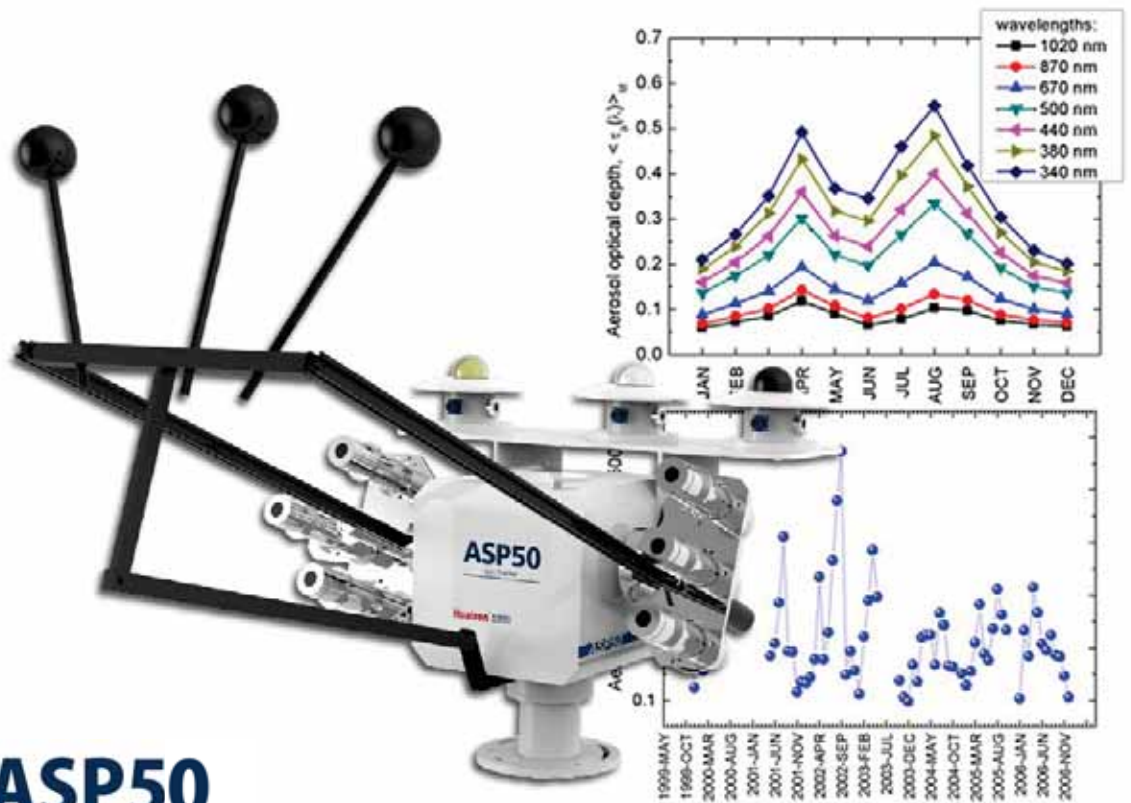 wavelengths:
1020 nm
870 nm
670 nm
500 nm
440 nm
380 nm
340 nm
Aerosol optical depth, < τₐ(λ)>
0.7
0.6
0.5
0.4
0.3
0.2
0.1
0.0
JAN
MAY
JUN
JUL
AUG
SEP
OCT
NOV
DEC
ASP50
0.1
1999-MAY
1999-OCT
2000-MAR
2000-AUG
2001-JAN
2001-JUN
2001-NOV
2002-APR
2002-SEP
2003-FEB
2003-JUL
2003-DEC
2004-MAY
2004-OCT
2005-MAR
2005-AUG
2006-JAN
2006-JUN
2006-NOV
ASP50